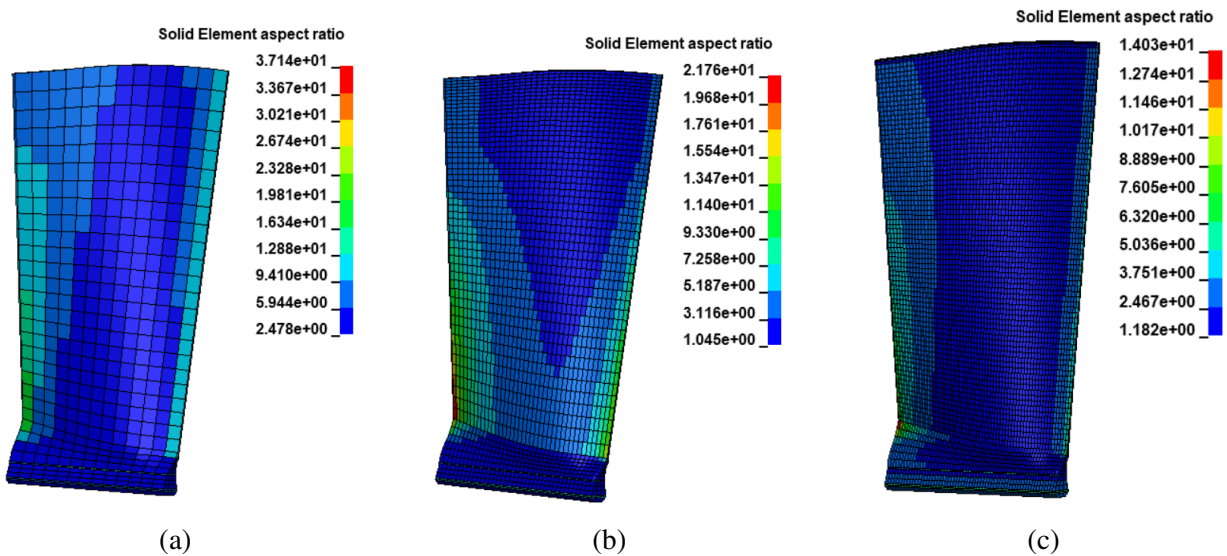 Solid Element aspect ratio
3.714e+01
3.367e+01
3.021e+01
2.674e+01
2.328e+01
1.981e+01
1.634e+01
1.288e+01
9.410e+00
5.944e+00
2.478e+00
(a)
Solid Element aspect ratio
2.176e+01
1.968e+01
1.761e+01
1.554e+01
1.347e+01
1.140e+01
9.330e+00
7.258e+00
5.187e+00
3.116e+00
1.045e+00
(b)
Solid Element aspect ratio
1.403e+01
1.274e+01
1.146e+01
1.017e+01
8.889e+00
7.605e+00
6.320e+00
5.036e+00
3.751e+00
2.467e+00
1.182e+00
(c)